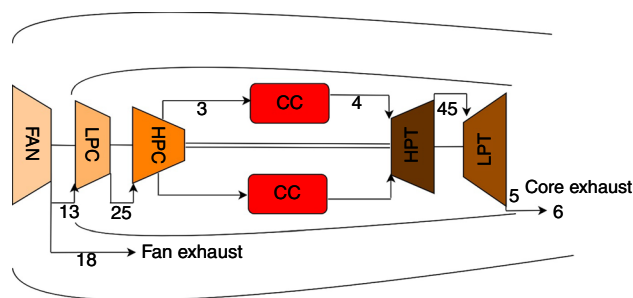 CC
3
4
45
FAN
LPC
HPC
HPT
LPT
CC
13
25
5
Core exhaust
6
18
Fan exhaust